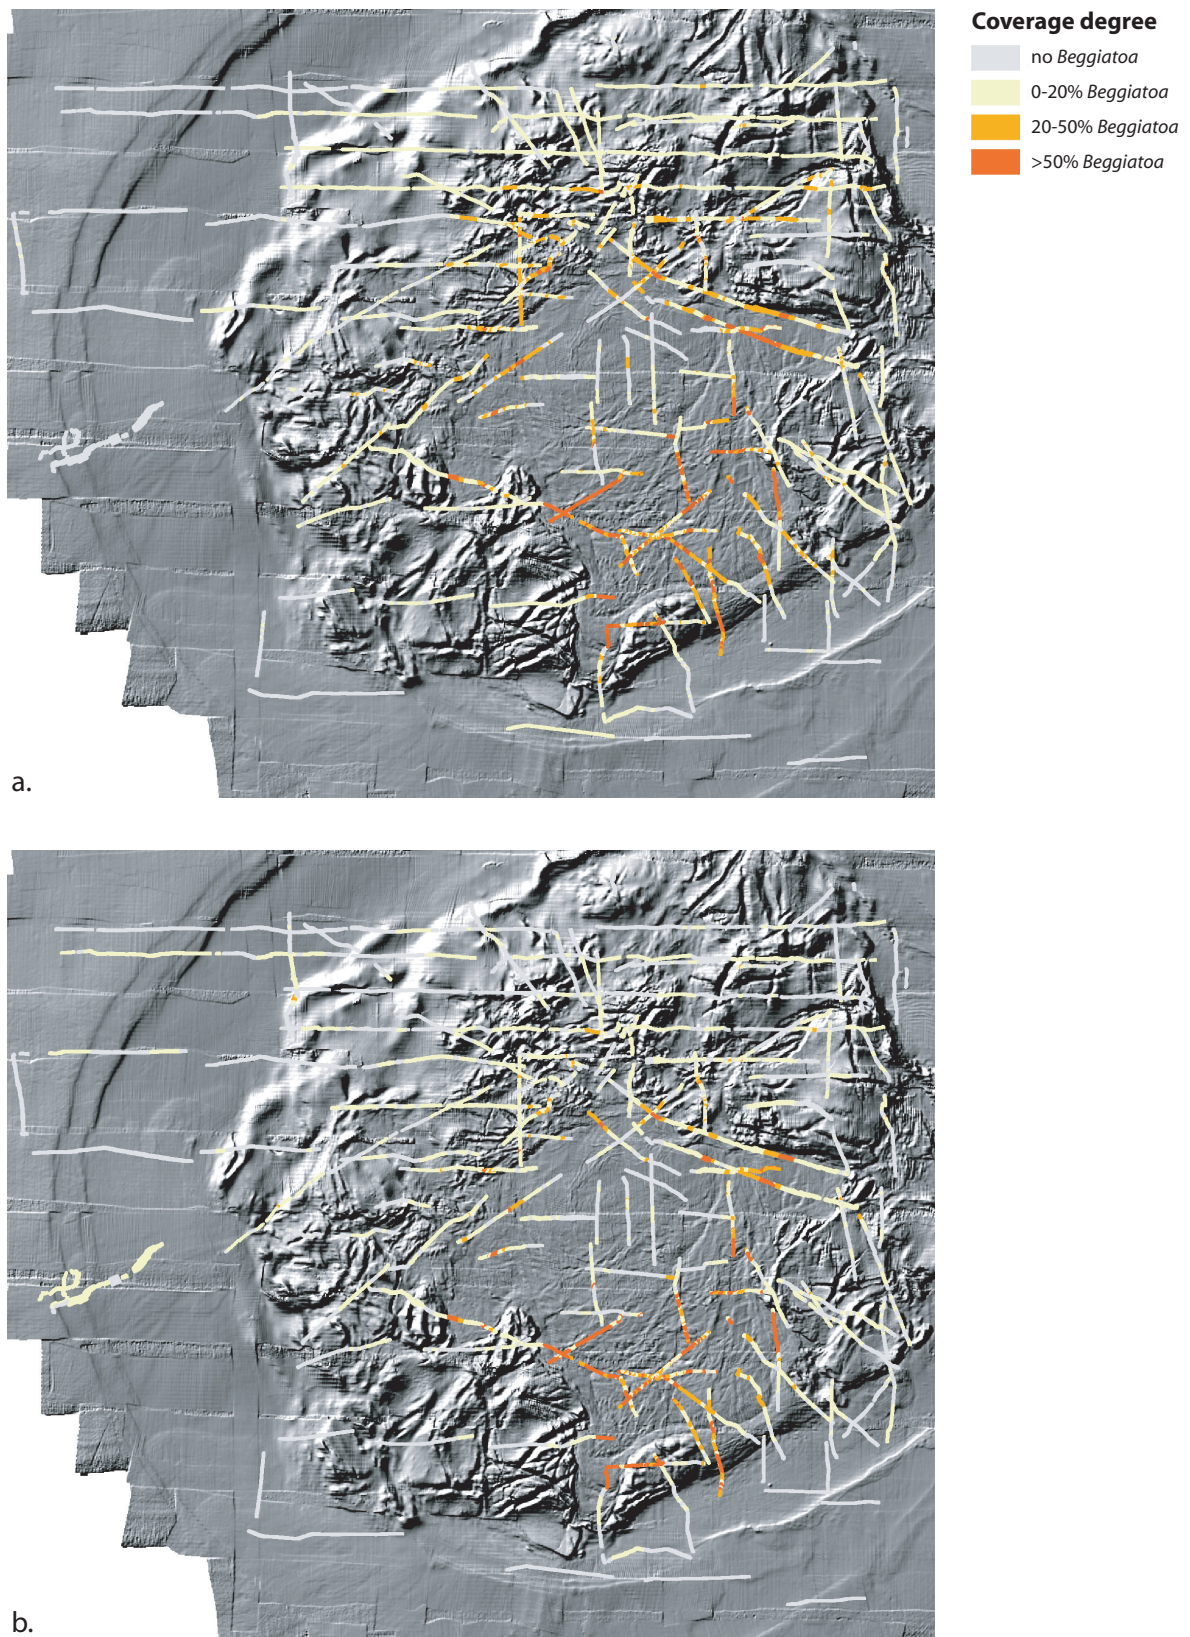 Coverage degree
no Beggiatoa
0-20% Beggiatoa
20-50% Beggiatoa
>50% Beggiatoa
a.
b.